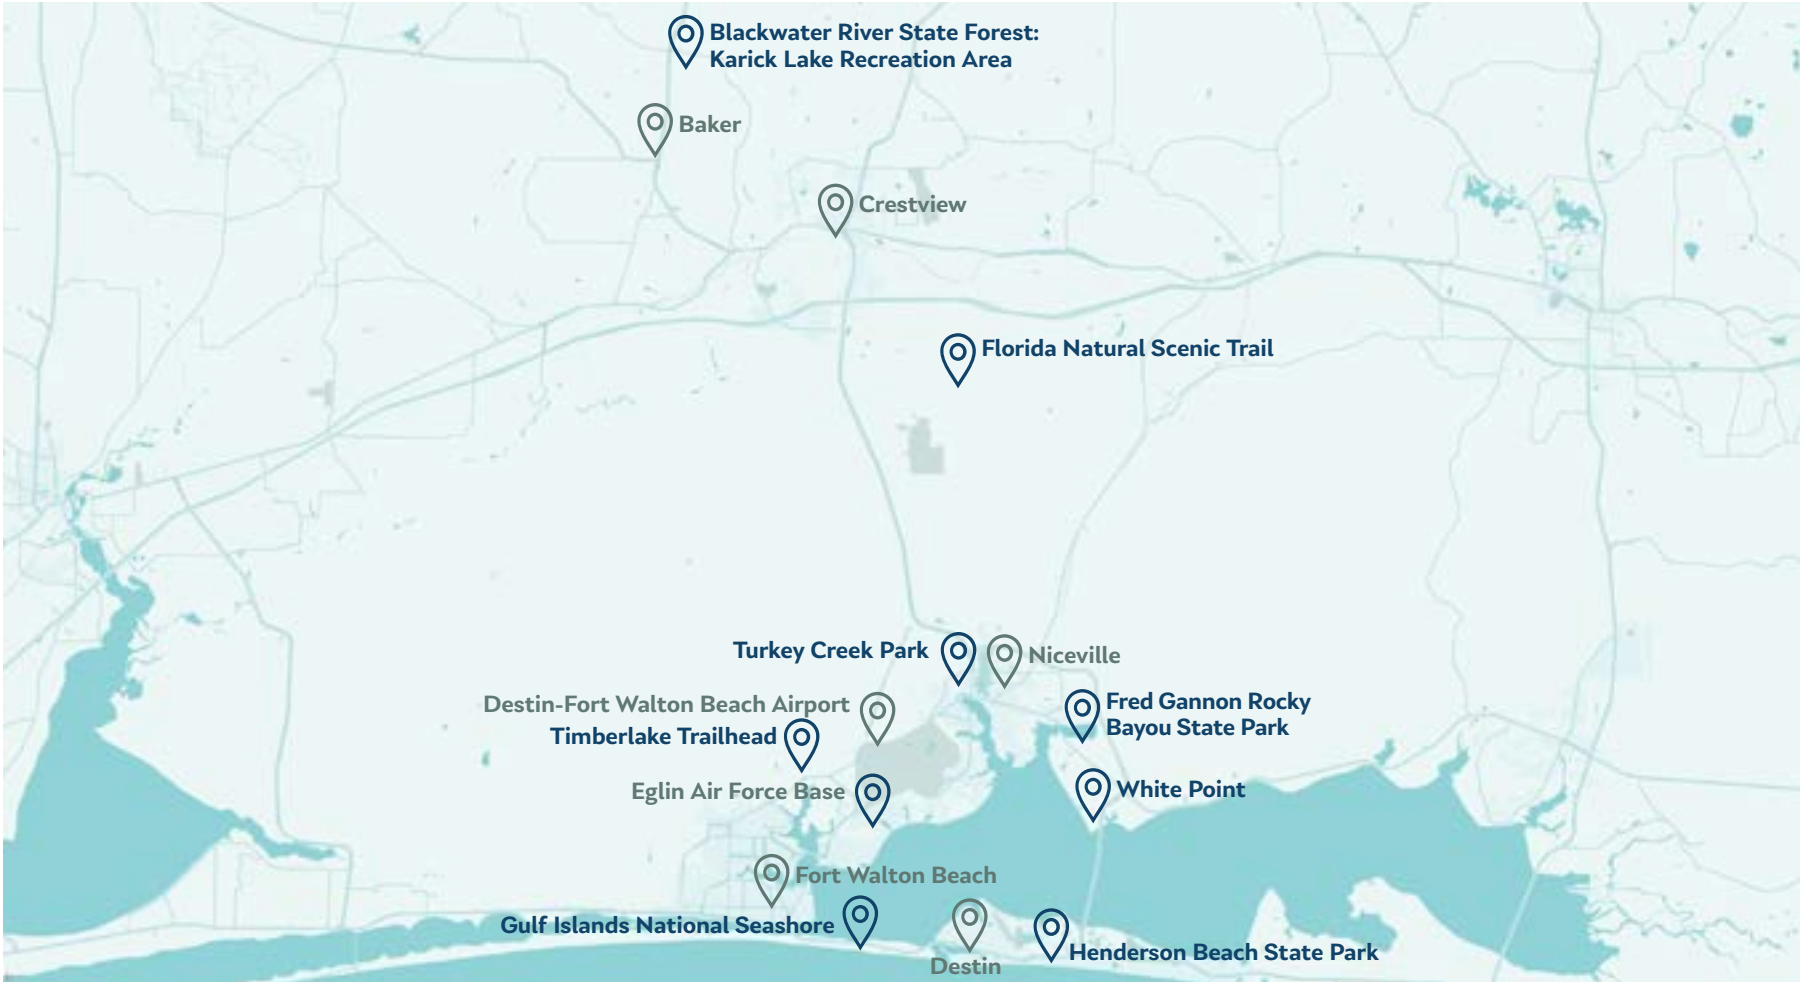 Blackwater River State Forest:
Karick Lake Recreation Area
Baker
Crestview
Florida Natural Scenic Trail
Turkey Creek Park
Niceville
Destin-Fort Walton Beach Airport
Fred Gannon Rocky
Bayou State Park
Timberlake Trailhead
Eglin Air Force Base
White Point
Fort Walton Beach
Gulf Islands National Seashore
Henderson Beach State Park
Destin